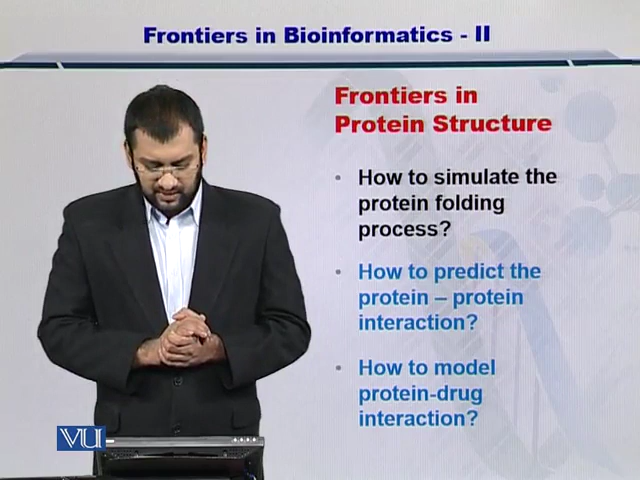 Frontiers in Bioinformatics - II
Frontiers in
Protein Structure
• How to simulate the
protein folding
process?
• How to predict the
protein – protein
interaction?
• How to model
protein-drug
interaction?
VU